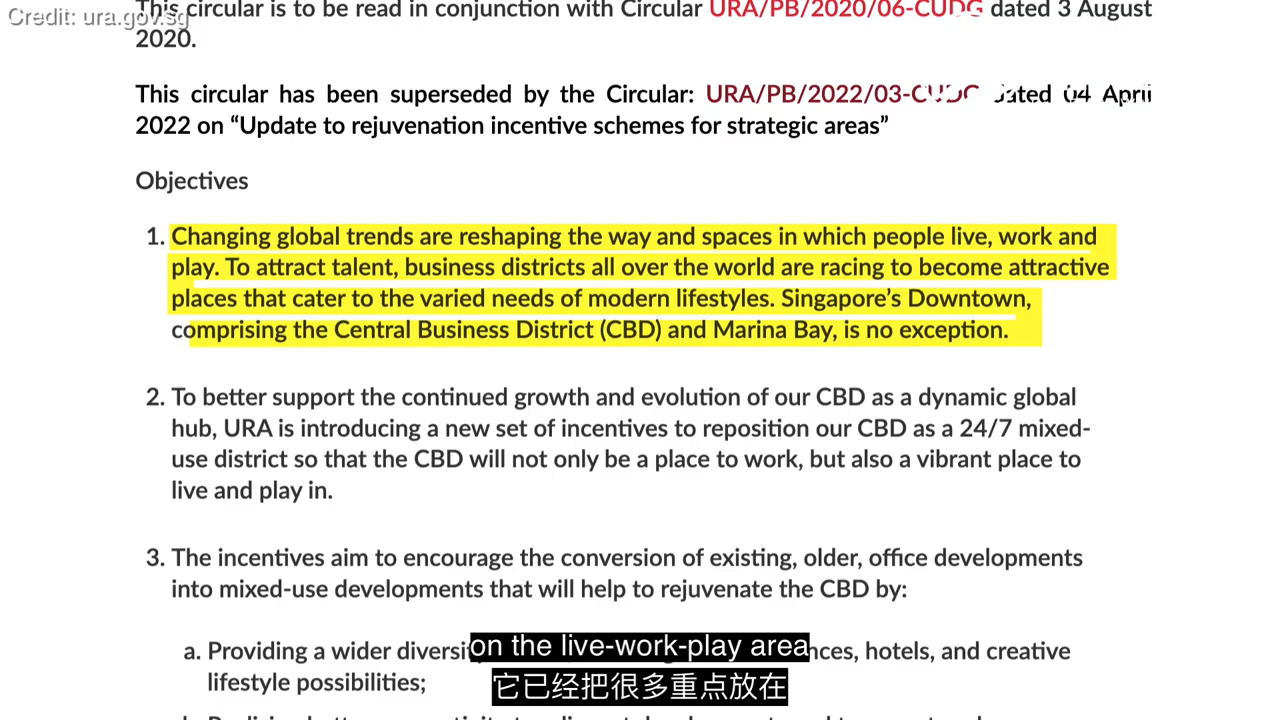 Credit: ura.gov.sg
This circular is to be read in conjunction with Circular URA/PB/2020/06-CUDG dated 3 August
2020.
This circular has been superseded by the Circular: URA/PB/2022/03-CUDG dated 04 April
2022 on “Update to rejuvenation incentive schemes for strategic areas”
Objectives
1. Changing global trends are reshaping the way and spaces in which people live, work and
play. To attract talent, business districts all over the world are racing to become attractive
places that cater to the varied needs of modern lifestyles. Singapore’s Downtown,
comprising the Central Business District (CBD) and Marina Bay, is no exception.
2. To better support the continued growth and evolution of our CBD as a dynamic global
hub, URA is introducing a new set of incentives to reposition our CBD as a 24/7 mixed-
use district so that the CBD will not only be a place to work, but also a vibrant place to
live and play in.
3. The incentives aim to encourage the conversion of existing, older, office developments
into mixed-use developments that will help to rejuvenate the CBD by:
a. Providing a wider hotels, and creative
lifestyle possibilities;
on the live-work-play area
它已经把很多重点放在